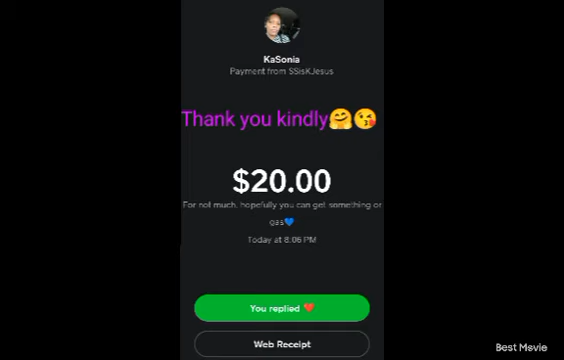 KaSonia
Payment from $SisKJesus
Thank you kindly🤗😘
$20.00
For not much, hopefully you can get something or
gas💙
Today at 8:06 PM
You replied ❤️
Web Receipt
Best Movie